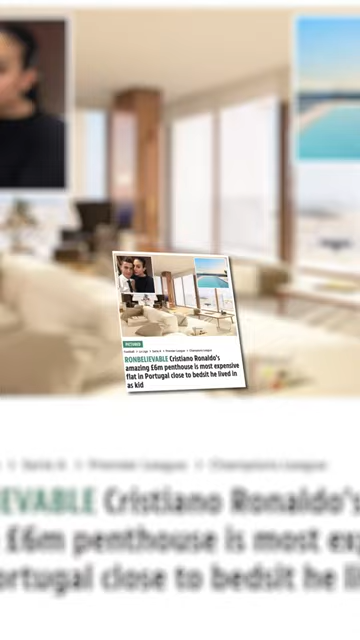 RONBELIEVABLE Cristiano Ronaldo's
amazing £6m penthouse is most expensive
flat in Portugal close to bedsit he lived in
as kid
Serie A Premier League Champions League
EVABLE Cristiano Ronaldo's
£6m penthouse is most exp
ortugal close to bedsit he li